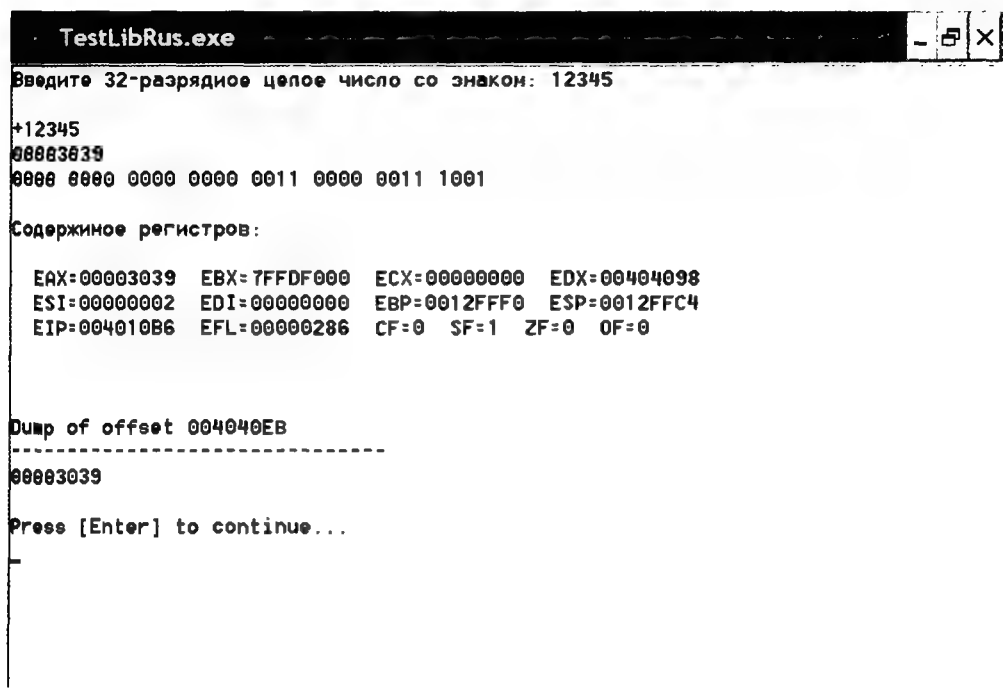 TestLibRus.exe
Введите 32-разрядное целое число со знаком: 12345
+12345
00003039
0000 0000 0000 0000 0011 0000 0011 1001
Содержимое регистров:
EAX=00003039 EBX=7FFDF000 ECX=00000000 EDX=00404098
ESI=00000002 EDI=00000000 EBP=0012FFF0 ESP=0012FFC4
EIP=004010B6 EFL=00000286 CF=0 SF=1 ZF=0 OF=0
Dump of offset 004040EB
-------------------------------
00003039
Press [Enter] to continue...